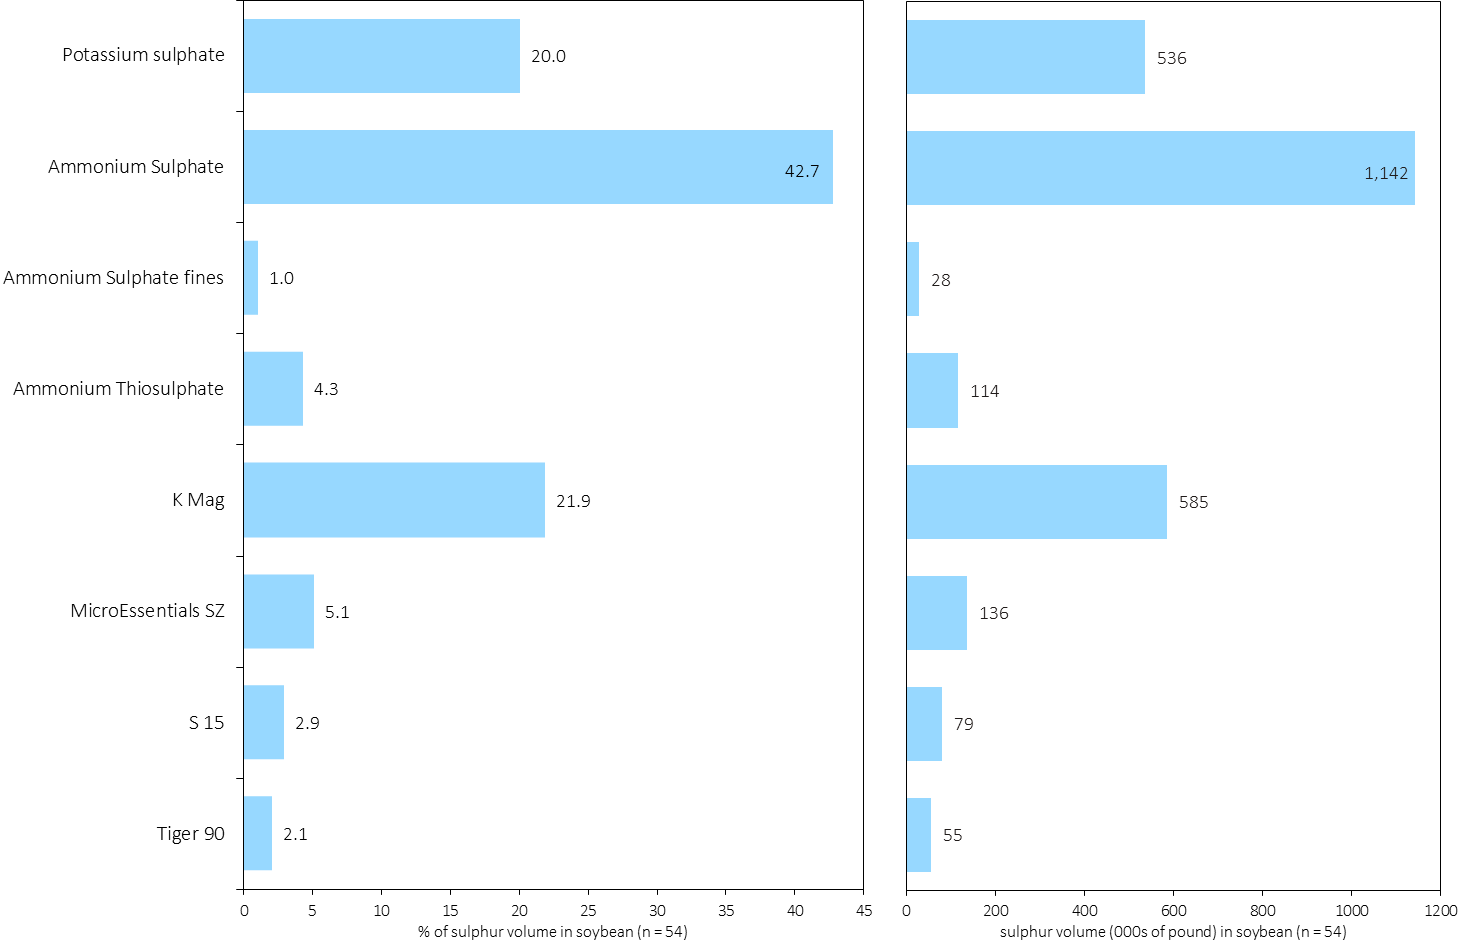 Potassium sulphate 20.0 536
Ammonium Sulphate 42.7 1,142
Ammonium Sulphate fines 1.0 28
Ammonium Thiosulphate 4.3 114
K Mag 21.9 585
MicroEssentials SZ 5.1 136
S 15 2.9 79
Tiger 90 2.1 55
0 5 10 15 20 25 30 35 40 45 0 200 400 600 800 1000 1200
% of sulphur volume in soybean (n = 54) sulphur volume (000s of pound) in soybean (n = 54)